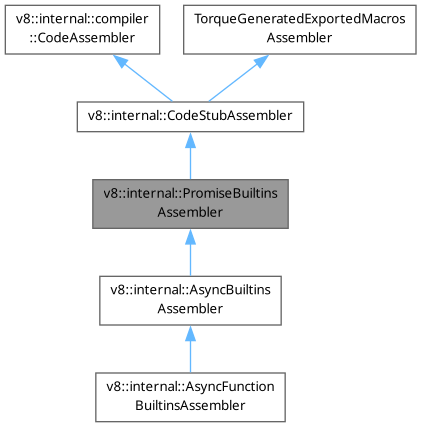 v8::internal::compiler
::CodeAssembler
TorqueGeneratedExportedMacros
Assembler
v8::internal::CodeStubAssembler
v8::internal::PromiseBuiltins
Assembler
v8::internal::AsyncBuiltins
Assembler
v8::internal::AsyncFunction
BuiltinsAssembler